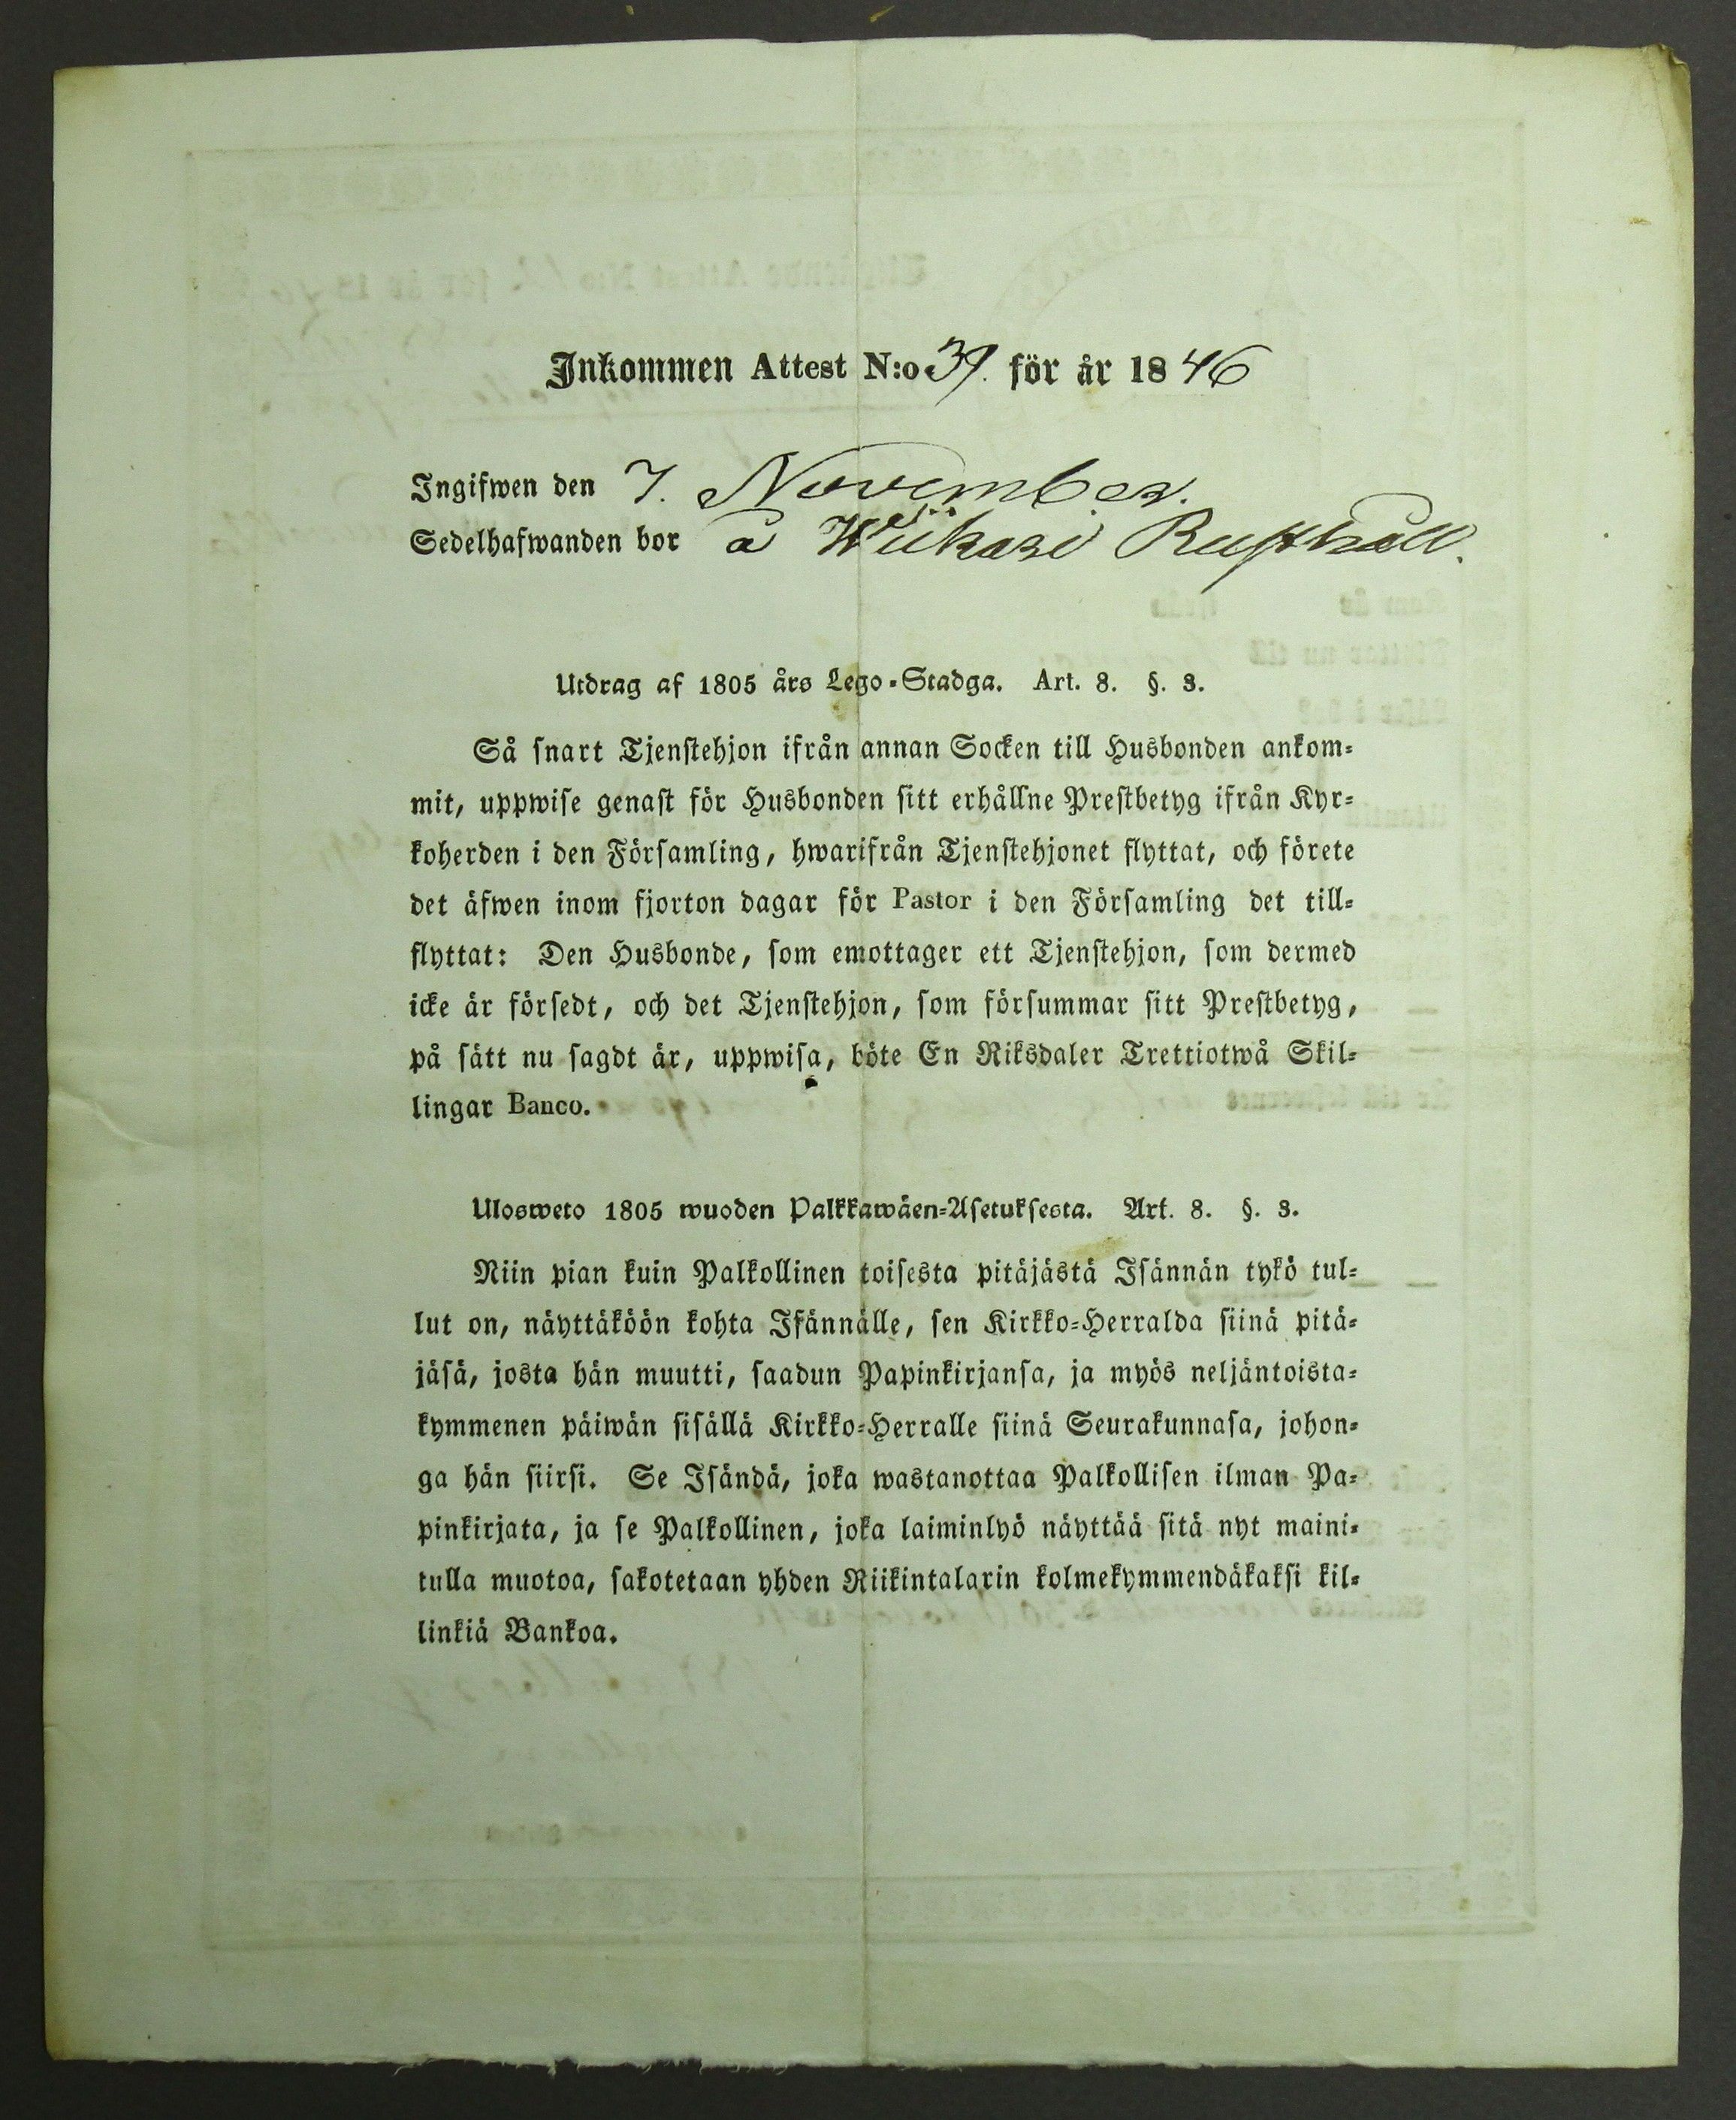 Inkommen Attest N:o 39. för år 1846
Ingifwen den 7. November.
Sedelhafwanden bor å Wiikari Rusthåll.
Utdrag af 1805 års Lego-Stadga. Art. 8. §. 3.
Så snart Tjenstehjon ifrån annan Socken till Husbonden ankom-
mit, uppwise genast för Husbonden sitt erhållne Prestbetyg ifrån Kyr-
koherden i den Församling, hwarifrån Tjenstehjonet flyttat, och förete
det äfwen inom fjorton dagar för Pastor i den Församling det till-
flyttat: Den Husbonde, som emottager ett Tjenstehjon, som dermed
icke är försedt, och det Tjenstehjon, som försummar sitt Prestbetyg,
på sätt nu sagdt är, uppwisa, böte En Riksdaler Trettiotwå Skil-
lingar Banco.
Ulosweto 1805 wuoden Palkkawäen-Asetuksesta. Art. 8. §. 3.
Niin pian kuin Palkollinen toisesta pitäjästä Isännän tykö tul-
lut on, näyttäköön kohta Isännälle, sen Kirkko-Herralda siinä pitä-
jäsä, josta hän muutti, saadun Papinkirjansa, ja myös neljäntoista-
kymmenen päiwän sisällä Kirkko-Herralle siinä Seurakunnasa, johon-
ga hän siirsi. Se Isändä, joka wastanottaa Palkollisen ilman Pa-
pinkirjata, ja se Palkollinen, joka laiminlyö näyttää sitä nyt maini-
tulla muotoa, sakotetaan yhden Riikintalarin kolmekymmendäkaksi kil-
linkiä Bankoa.